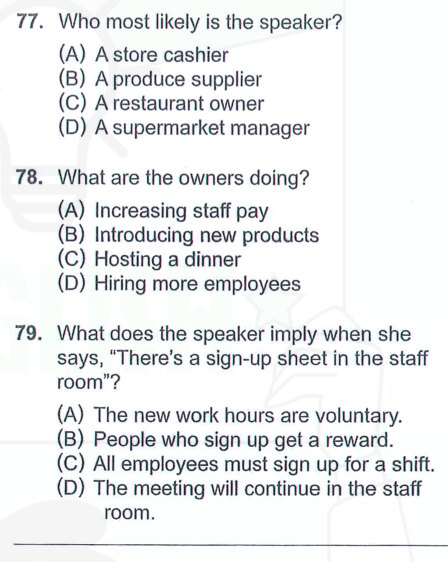 77. Who most likely is the speaker?
(A) A store cashier
(B) A produce supplier
(C) A restaurant owner
(D) A supermarket manager
78. What are the owners doing?
(A) Increasing staff pay
(B) Introducing new products
(C) Hosting a dinner
(D) Hiring more employees
79. What does the speaker imply when she
says, "There's a sign-up sheet in the staff
room"?
(A) The new work hours are voluntary.
(B) People who sign up get a reward.
(C) All employees must sign up for a shift.
(D) The meeting will continue in the staff
room.